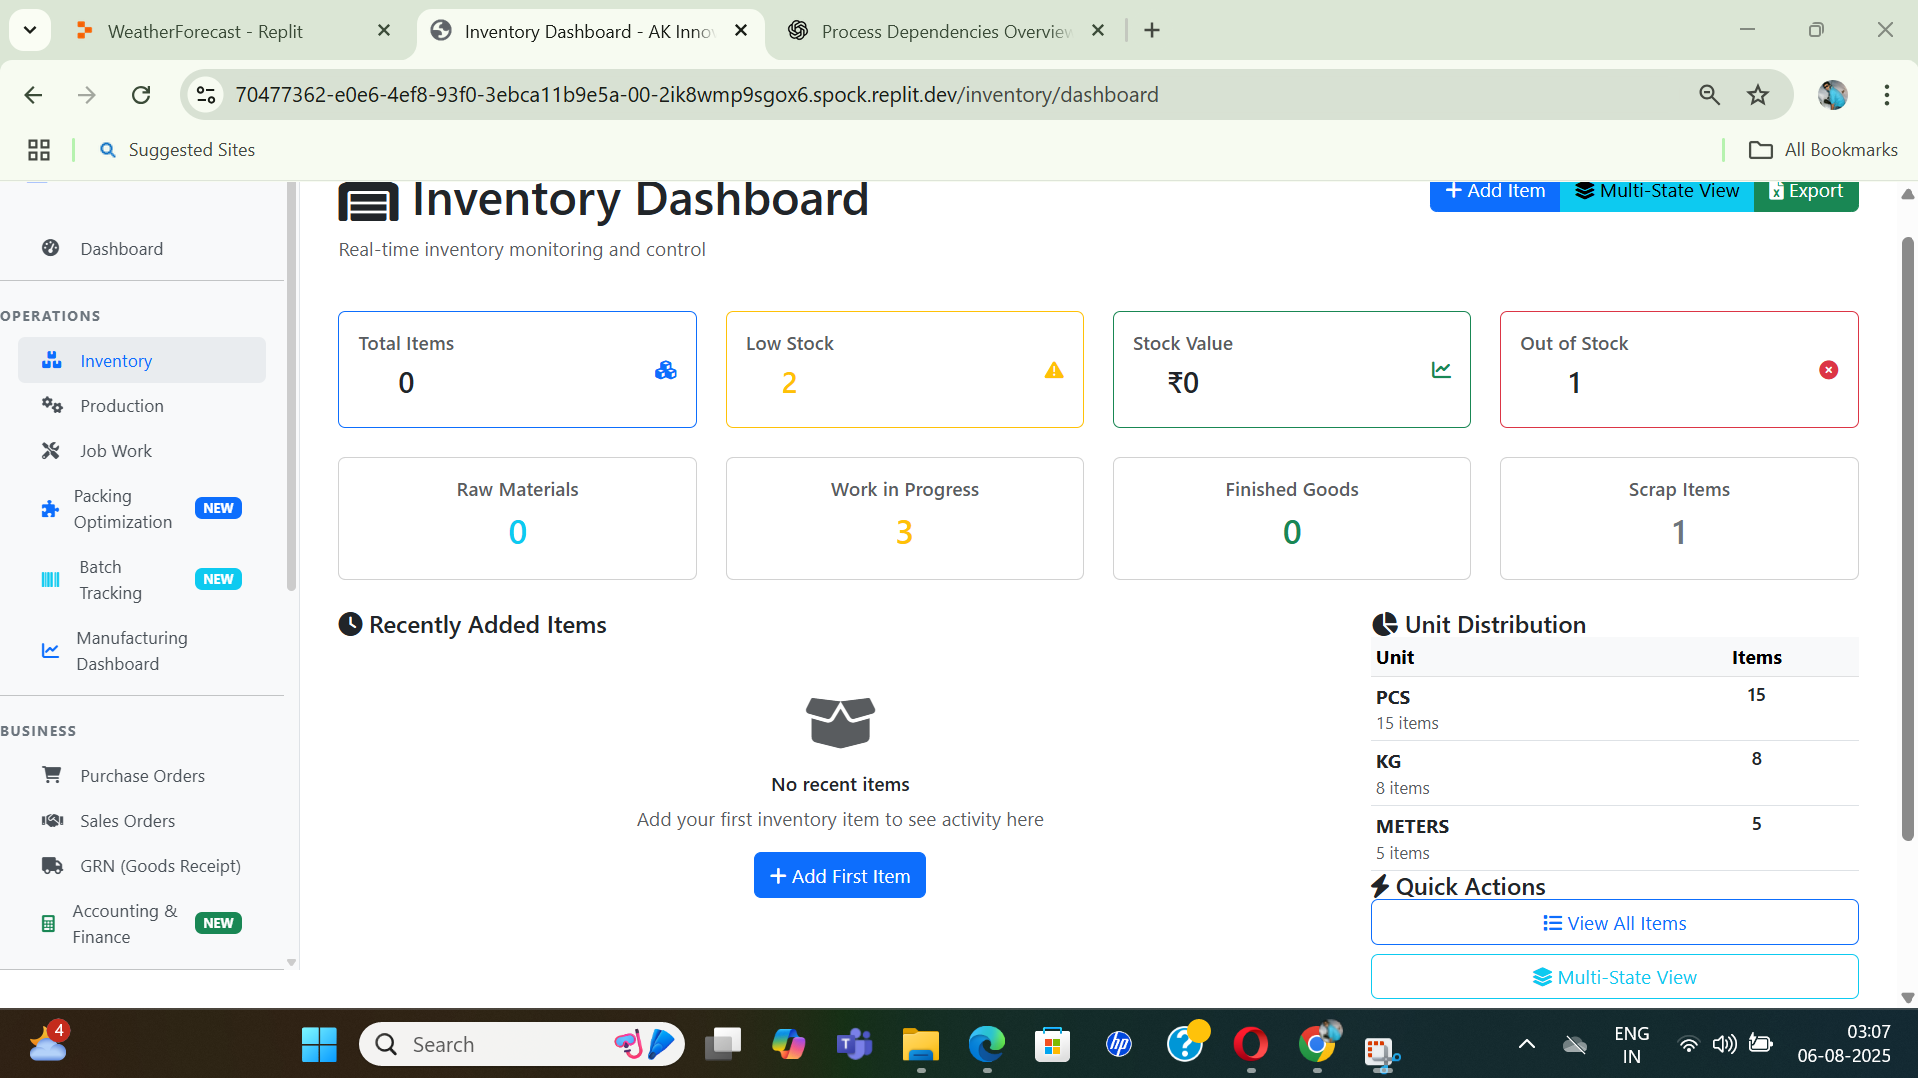 WeatherForecast - Replit
Inventory Dashboard - AK Inno
Process Dependencies Overview
70477362-e0e6-4ef8-93f0-3ebca11b9e5a-00-2ik8wmp9sgox6.spock.replit.dev/inventory/dashboard
Suggested Sites
All Bookmarks
Inventory Dashboard
Add Item
Multi-State View
Export
Real-time inventory monitoring and control
Dashboard
OPERATIONS
Inventory
Production
Job Work
Packing
Optimization
NEW
Batch
Tracking
NEW
Manufacturing
Dashboard
BUSINESS
Purchase Orders
Sales Orders
GRN (Goods Receipt)
Accounting &
Finance
NEW
Total Items
0
Low Stock
2
Stock Value
₹0
Out of Stock
1
Raw Materials
0
Work in Progress
3
Finished Goods
0
Scrap Items
1
Recently Added Items
No recent items
Add your first inventory item to see activity here
Add First Item
Unit Distribution
Unit Items
PCS 15
15 items
KG 8
8 items
METERS 5
5 items
Quick Actions
View All Items
Multi-State View
4
Search
ENG
IN
03:07
06-08-2025